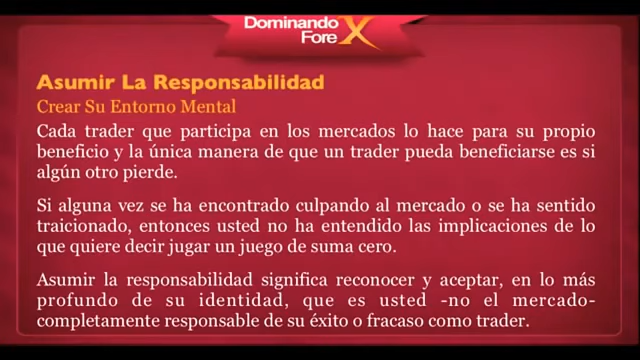 Dominando
ForeX
Asumir La Responsabilidad
Crear Su Entorno Mental
Cada trader que participa en los mercados lo hace para su propio
beneficio y la única manera de que un trader pueda beneficiarse es si
algún otro pierde.
Si alguna vez se ha encontrado culpando al mercado o se ha sentido
traicionado, entonces usted no ha entendido las implicaciones de lo
que quiere decir jugar un juego de suma cero.
Asumir la responsabilidad significa reconocer y aceptar, en lo más
profundo de su identidad, que es usted -no el mercado-
completamente responsable de su éxito o fracaso como trader.